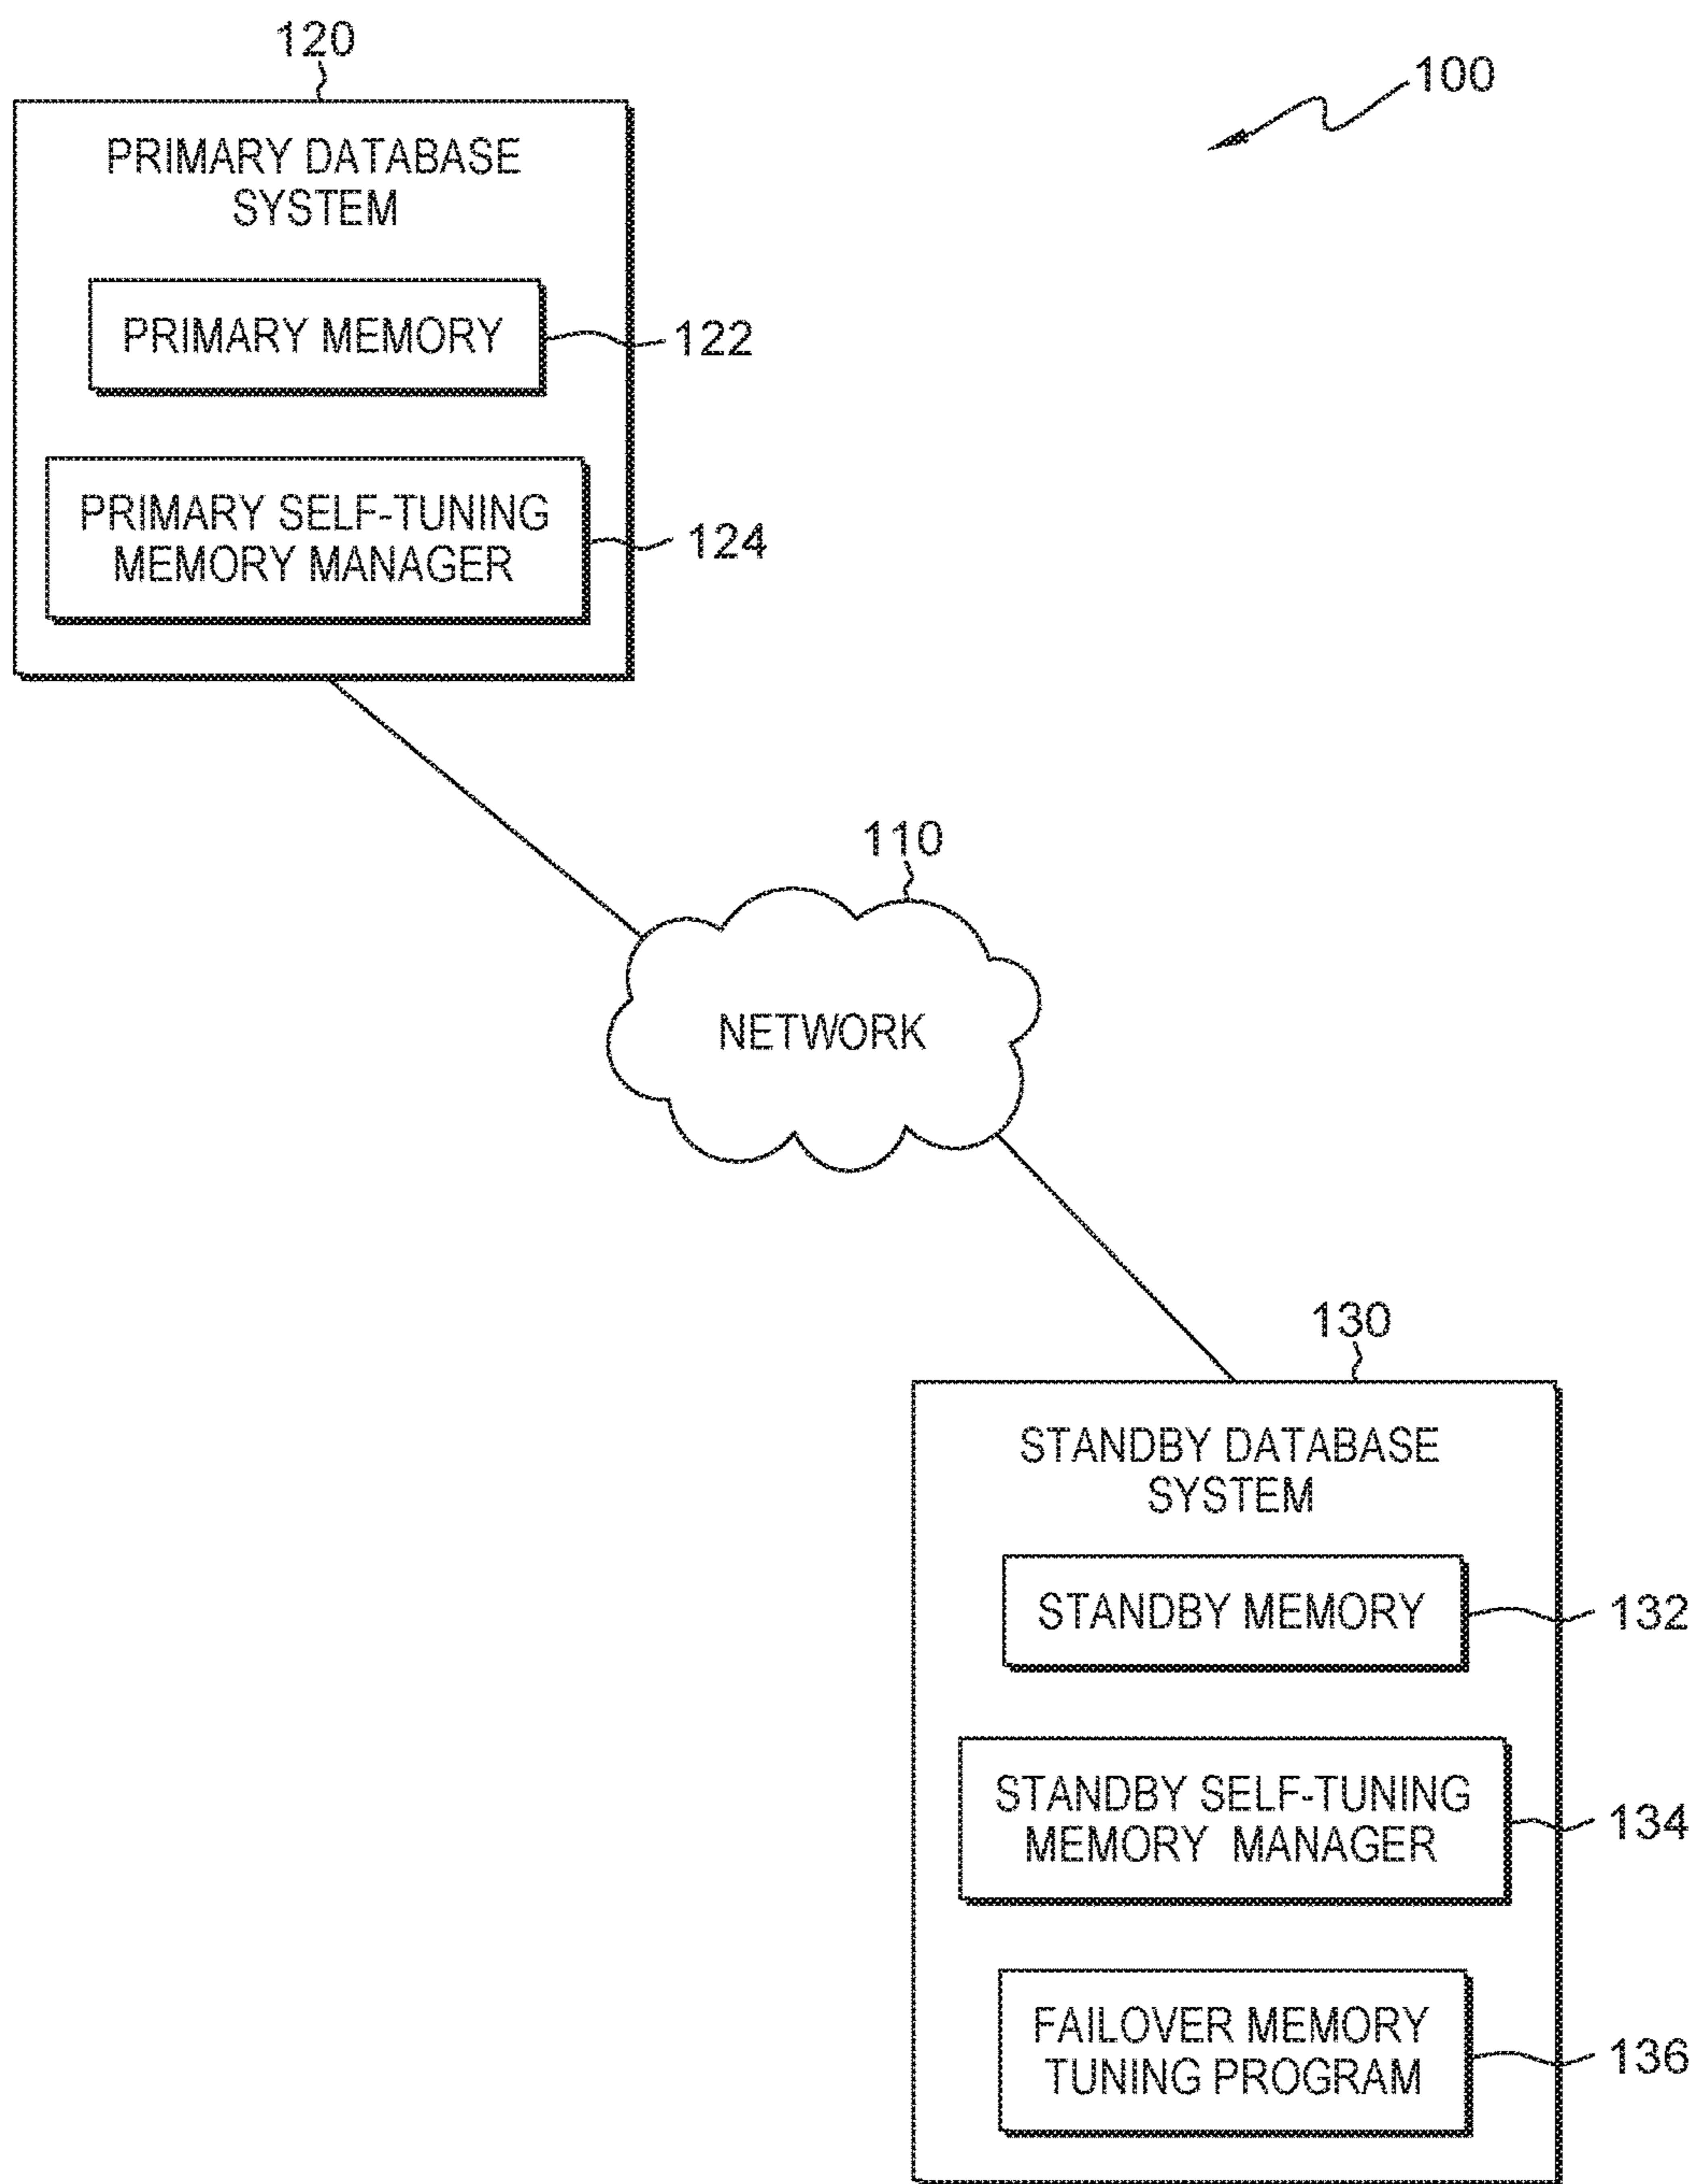 120
100
PRIMARY DATABASE
SYSTEM
PRIMARY MEMORY
122
PRIMARY SELF-TUNING
MEMORY MANAGER
124
110
NETWORK
130
STANDBY DATABASE
SYSTEM
STANDBY MEMORY
132
STANDBY SELF-TUNING
MEMORY MANAGER
134
FAILOVER MEMORY
TUNING PROGRAM
136